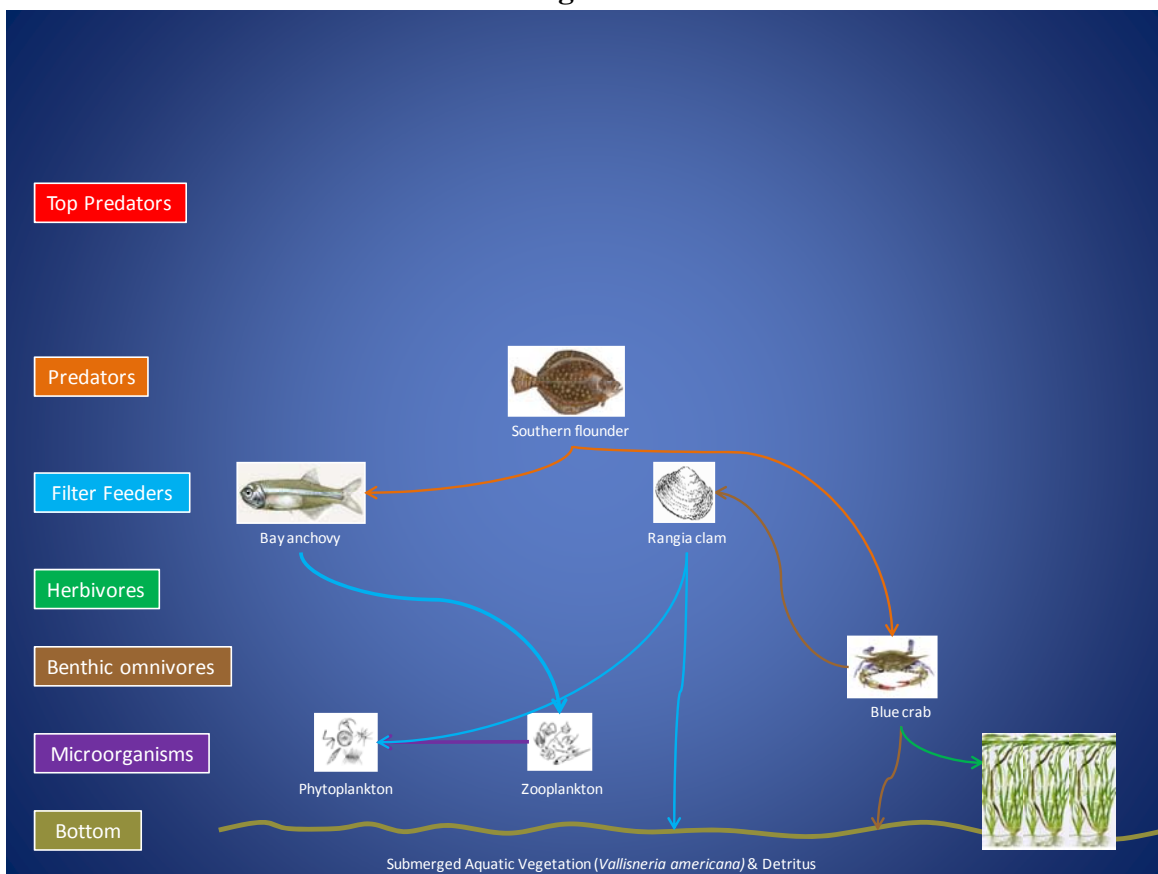 g
Top Predators
Predators
Southern flounder
Filter Feeders
Bay anchovy
Rangia clam
Herbivores
Benthic omnivores
Blue crab
Microorganisms
Phytoplankton
Zooplankton
Bottom
Submerged Aquatic Vegetation (Vallisneria americana) & Detritus